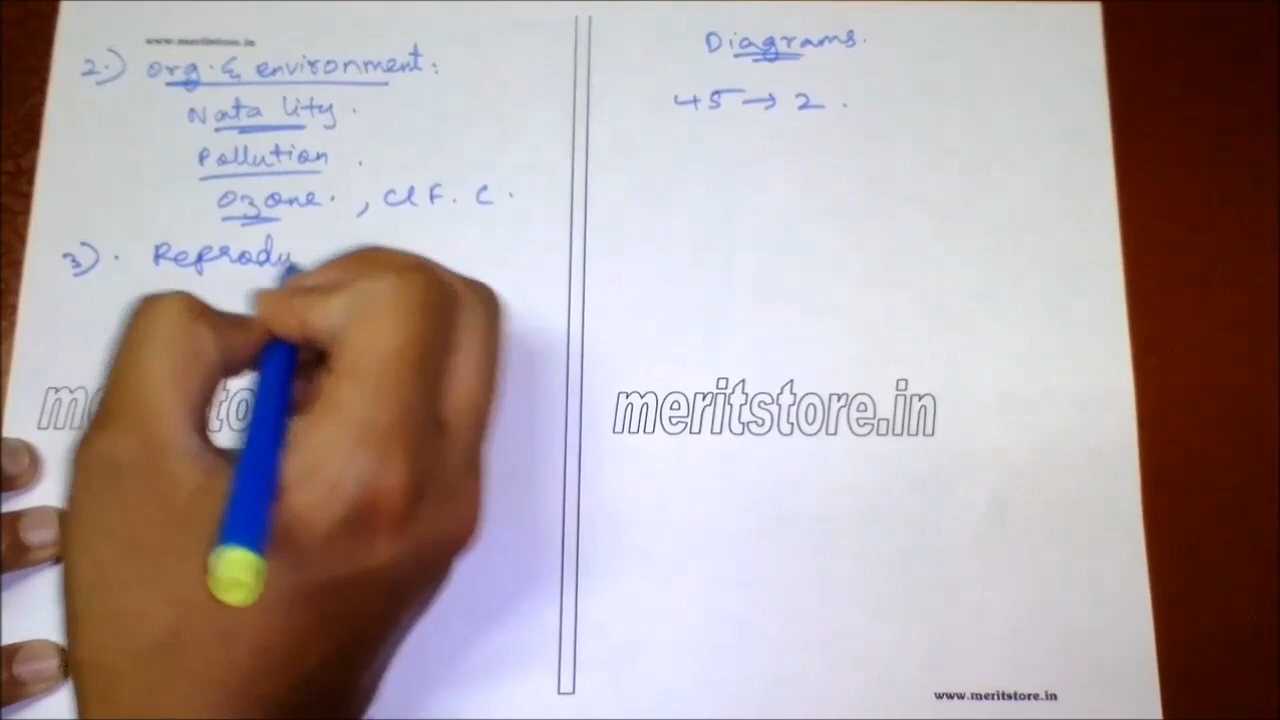 www.meritstore.in
2.) org. & environment:
Natality.
Pollution.
Ozone. , ClF.C.
3). Reprodu
Diagrams.
45 → 2.
meritstore.in
www.meritstore.in